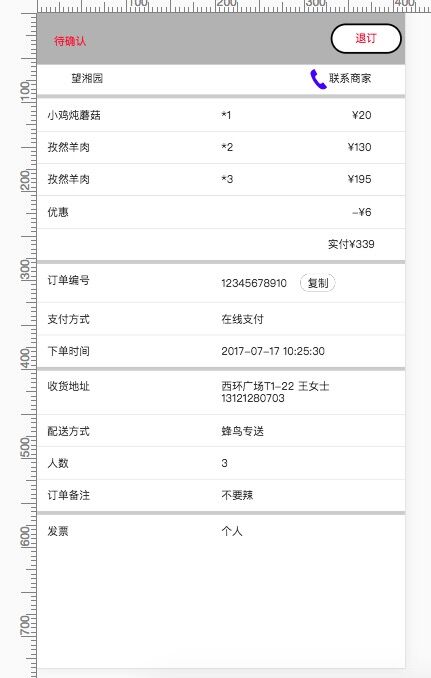 100 200 300 400
100
200
300
400
500
600
700
待确认 退订
望湘园 联系商家
小鸡炖蘑菇 *1 ¥20
孜然羊肉 *2 ¥130
孜然羊肉 *3 ¥195
优惠 -¥6
实付¥339
订单编号 12345678910 复制
支付方式 在线支付
下单时间 2017-07-17 10:25:30
收货地址 西环广场T1-22 王女士
13121280703
配送方式 蜂鸟专送
人数 3
订单备注 不要辣
发票 个人